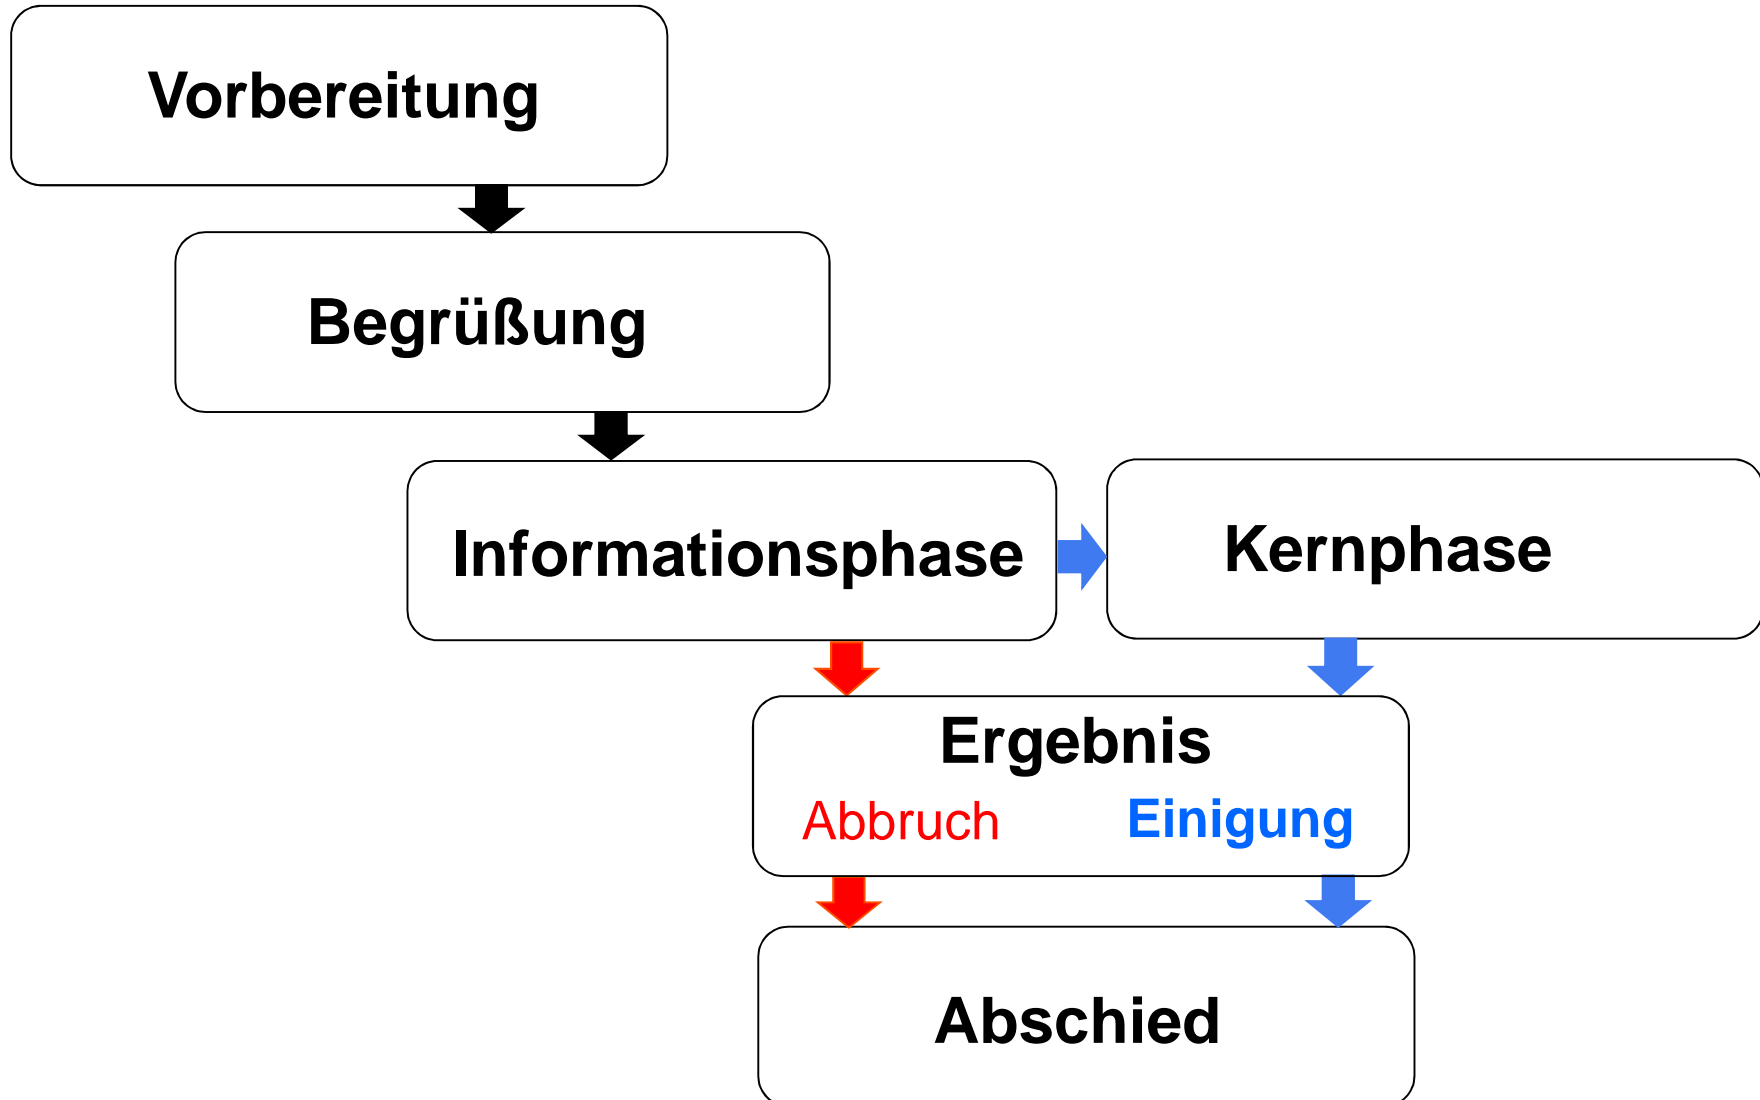 Vorbereitung
Begrüßung
Informationsphase
Kernphase
Ergebnis
Abbruch
Einigung
Abschied